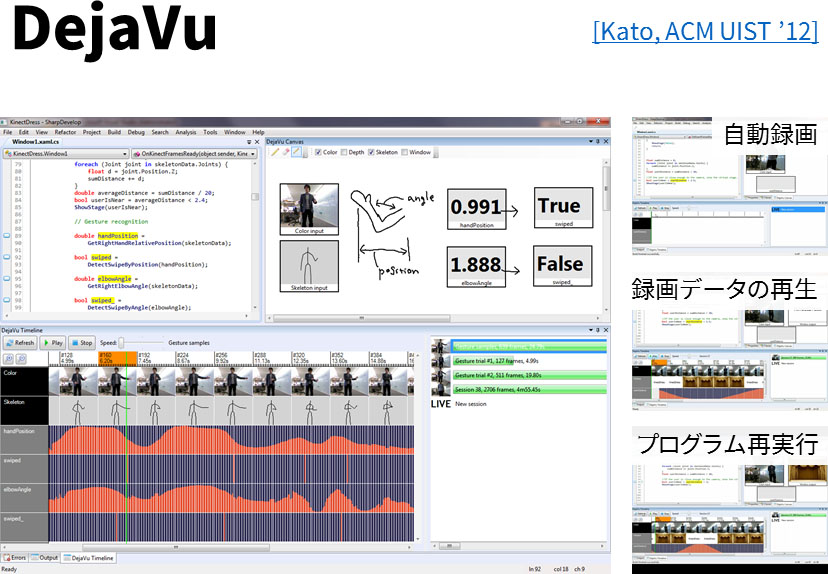 DejaVu
[Kato, ACM UIST ’12]
KinectDress - SharpDevelop
File Edit View Refactor Project Build Debug Search Analysis Tools Window Help
Window1.xaml.cs
KinectDress.Window1
OnKinectFramesReady(object sender, Kine
79 foreach (Joint joint in skeletonData.Joints) {
80 float d = joint.Position.Z;
81 sumDistance += d;
82 }
83 double averageDistance = sumDistance / 20;
84 bool userIsNear = averageDistance < 2.4;
85 ShowStage(userIsNear);
86
87 // Gesture recognition
88
89 double handPosition =
90 GetRightHandRelativePosition(skeletonData);
91
92 bool swiped =
93 DetectSwipeByPosition(handPosition);
94
95 double elbowAngle =
96 GetRightElbowAngle(skeletonData);
97
98 bool swiped_ =
99 DetectSwipeByAngle(elbowAngle);
DejaVu Canvas
Color Depth Skeleton Window
Color input
Skeleton input
angle
position
0.991
handPosition
True
swiped
1.888
elbowAngle
False
swiped_
DejaVu Timeline
Refresh Play Stop Speed: Gesture samples
#128 #160 #192 #224 #256 #288 #320 #352 #384
4.99s 6.20s 7.45s 8.67s 9.92s 11.13s 12.35s 13.60s 14.88s
Color
Skeleton
handPosition
swiped
elbowAngle
swiped_
Gesture trial #1, 127 frames, 4.99s
Gesture trial #2, 511 frames, 19.80s
Session 38, 2706 frames, 4m55.45s
LIVE New session
Errors Output DejaVu Timeline
Ready ln 92 col 18 ch 9
自動録画
録画データの再生
プログラム再実行